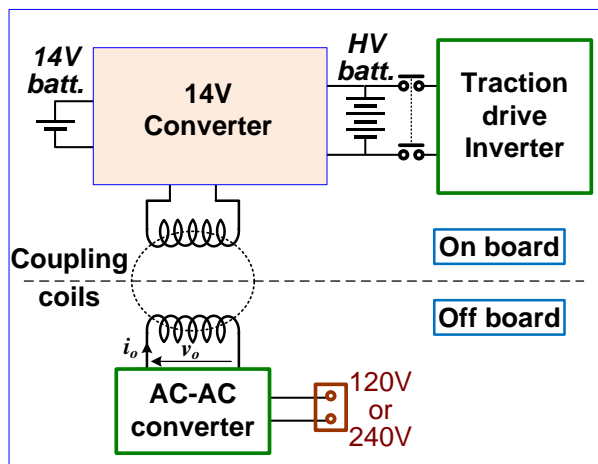 14V
batt.
14V
Converter
HV
batt.
Traction
drive
Inverter
On board
Coupling
coils
Off board
io
vo
AC-AC
converter
120V
or
240V